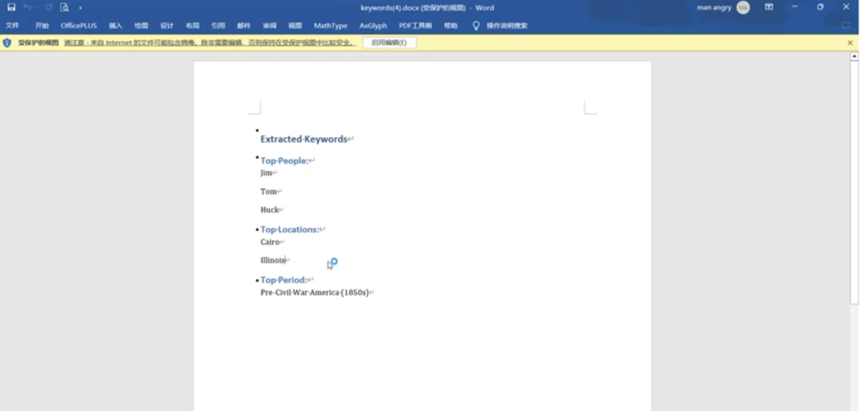 keywords(4).docx (受保护的视图) - Word
man angry
文件 开始 OfficePLUS 插入 绘图 设计 布局 引用 邮件 审阅 视图 MathType AxGlyph PDF工具箱 帮助 操作说明搜索
受保护的视图 请注意 - 来自 Internet 的文件可能包含病毒。除非需要编辑，否则保持在受保护视图中比较安全。 启用编辑(E)
Extracted Keywords
Top People:
Jim
Tom
Huck
Top Locations:
Cairo
Illinois
Top Period:
Pre-Civil-War America (1850s)